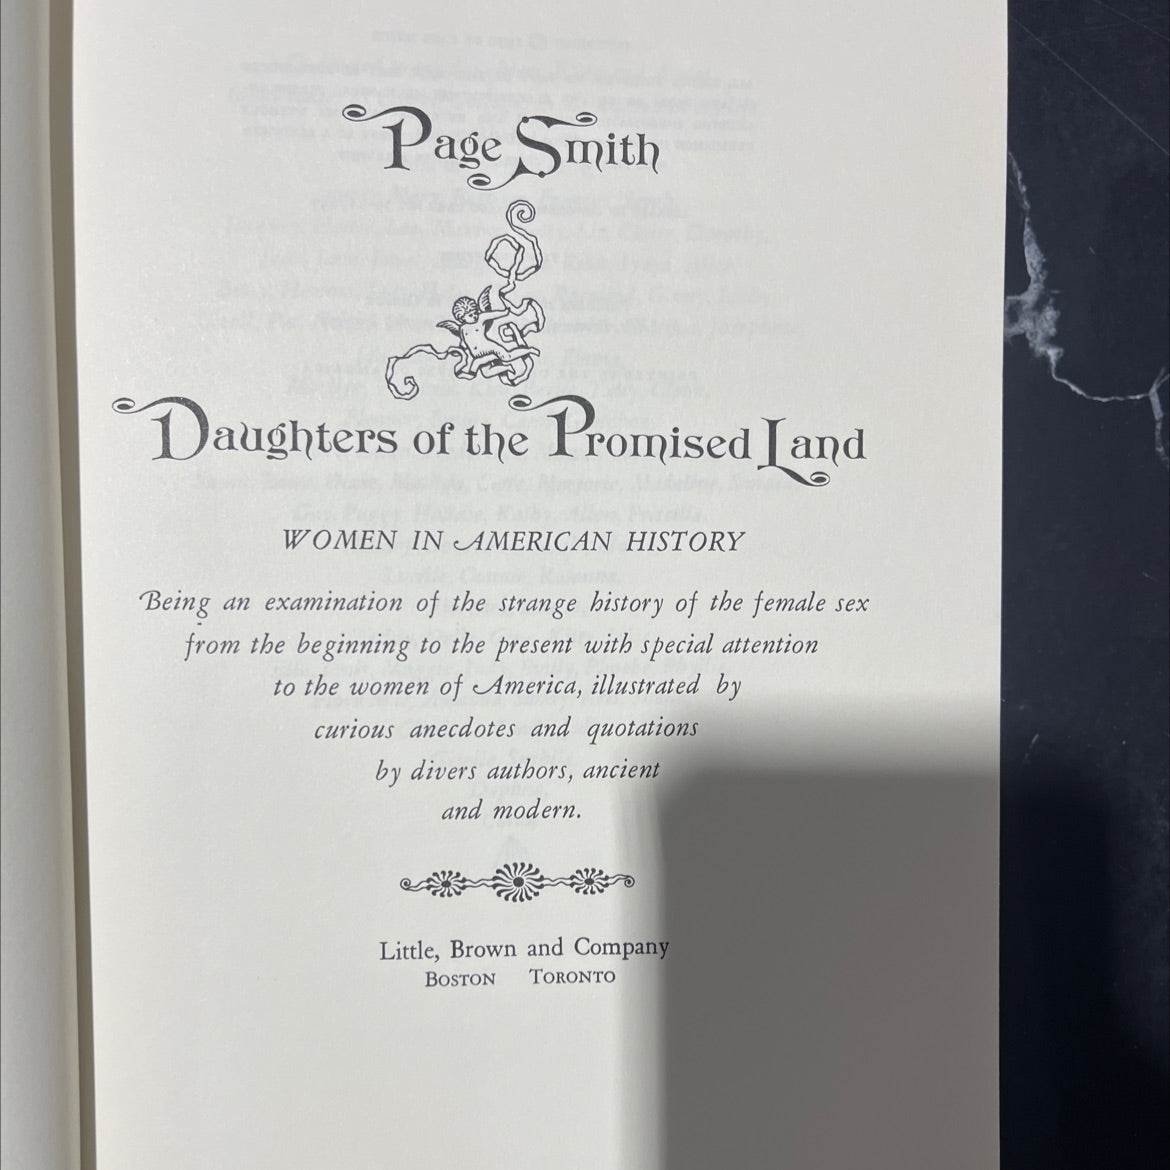 Page Smith
Daughters of the Promised Land
WOMEN IN AMERICAN HISTORY
Being an examination of the strange history of the female sex
from the beginning to the present with special attention
to the women of America, illustrated by
curious anecdotes and quotations
by divers authors, ancient
and modern.
Little, Brown and Company
BOSTON TORONTO